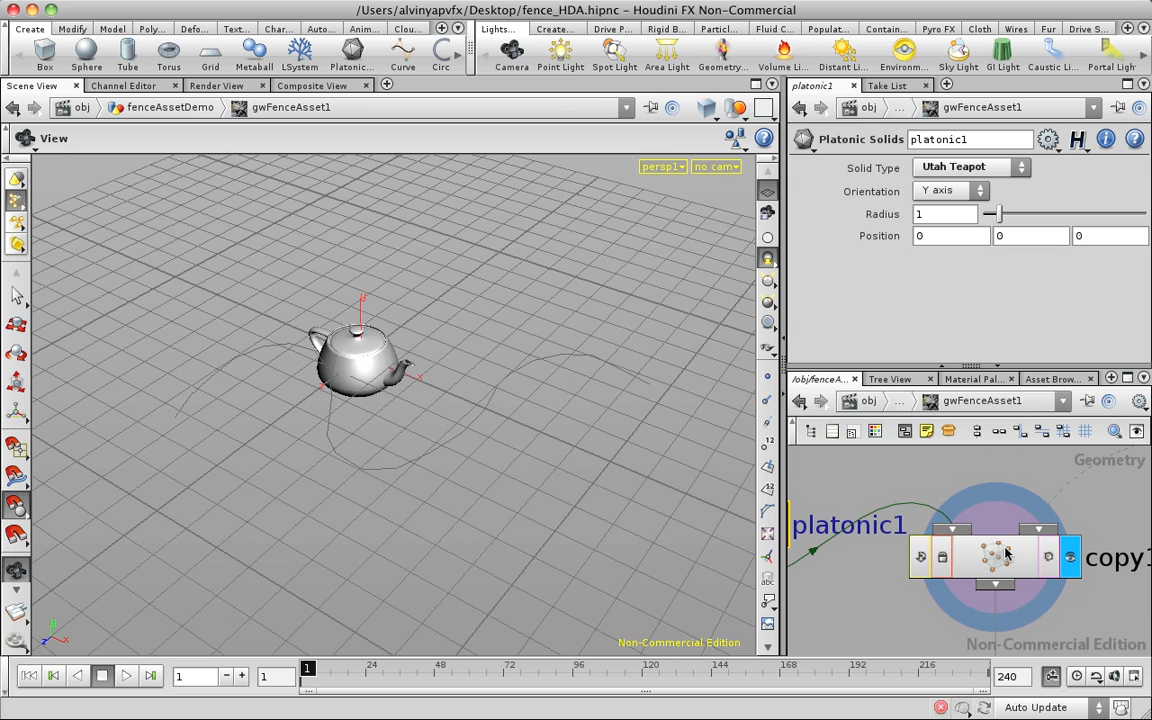 /Users/alvinyapvfx/Desktop/fence_HDA.hipnc – Houdini FX Non-Commercial
Create Modify Model Poly... Defo... Text... Char... Auto... Anim... Clou...
Lights... Create... Drive P... Rigid B... Particl... Fluid C... Populat... Contain... Pyro FX Cloth Wires Fur Drive S...
Box Sphere Tube Torus Grid Metaball LSystem Platonic... Curve Circ
Camera Point Light Spot Light Area Light Geometry... Volume Li... Distant Li... Environm... Sky Light GI Light Caustic Li... Portal Ligh
Scene View Channel Editor Render View Composite View
platonic1 Take List
obj fenceAssetDemo gwFenceAsset1
obj ... gwFenceAsset1
View
Platonic Solids platonic1
persp1 no cam
Solid Type Utah Teapot
Orientation Y axis
Radius 1
Position 0 0 0
y
x
/obj/fenceA... Tree View Material Pal... Asset Brow...
obj ... gwFenceAsset1
Geometry
platonic1
copy1
Non-Commercial Edition
Non-Commercial Edition
y
z x
1 1 1 24 48 72 96 120 144 168 192 216 240
Auto Update